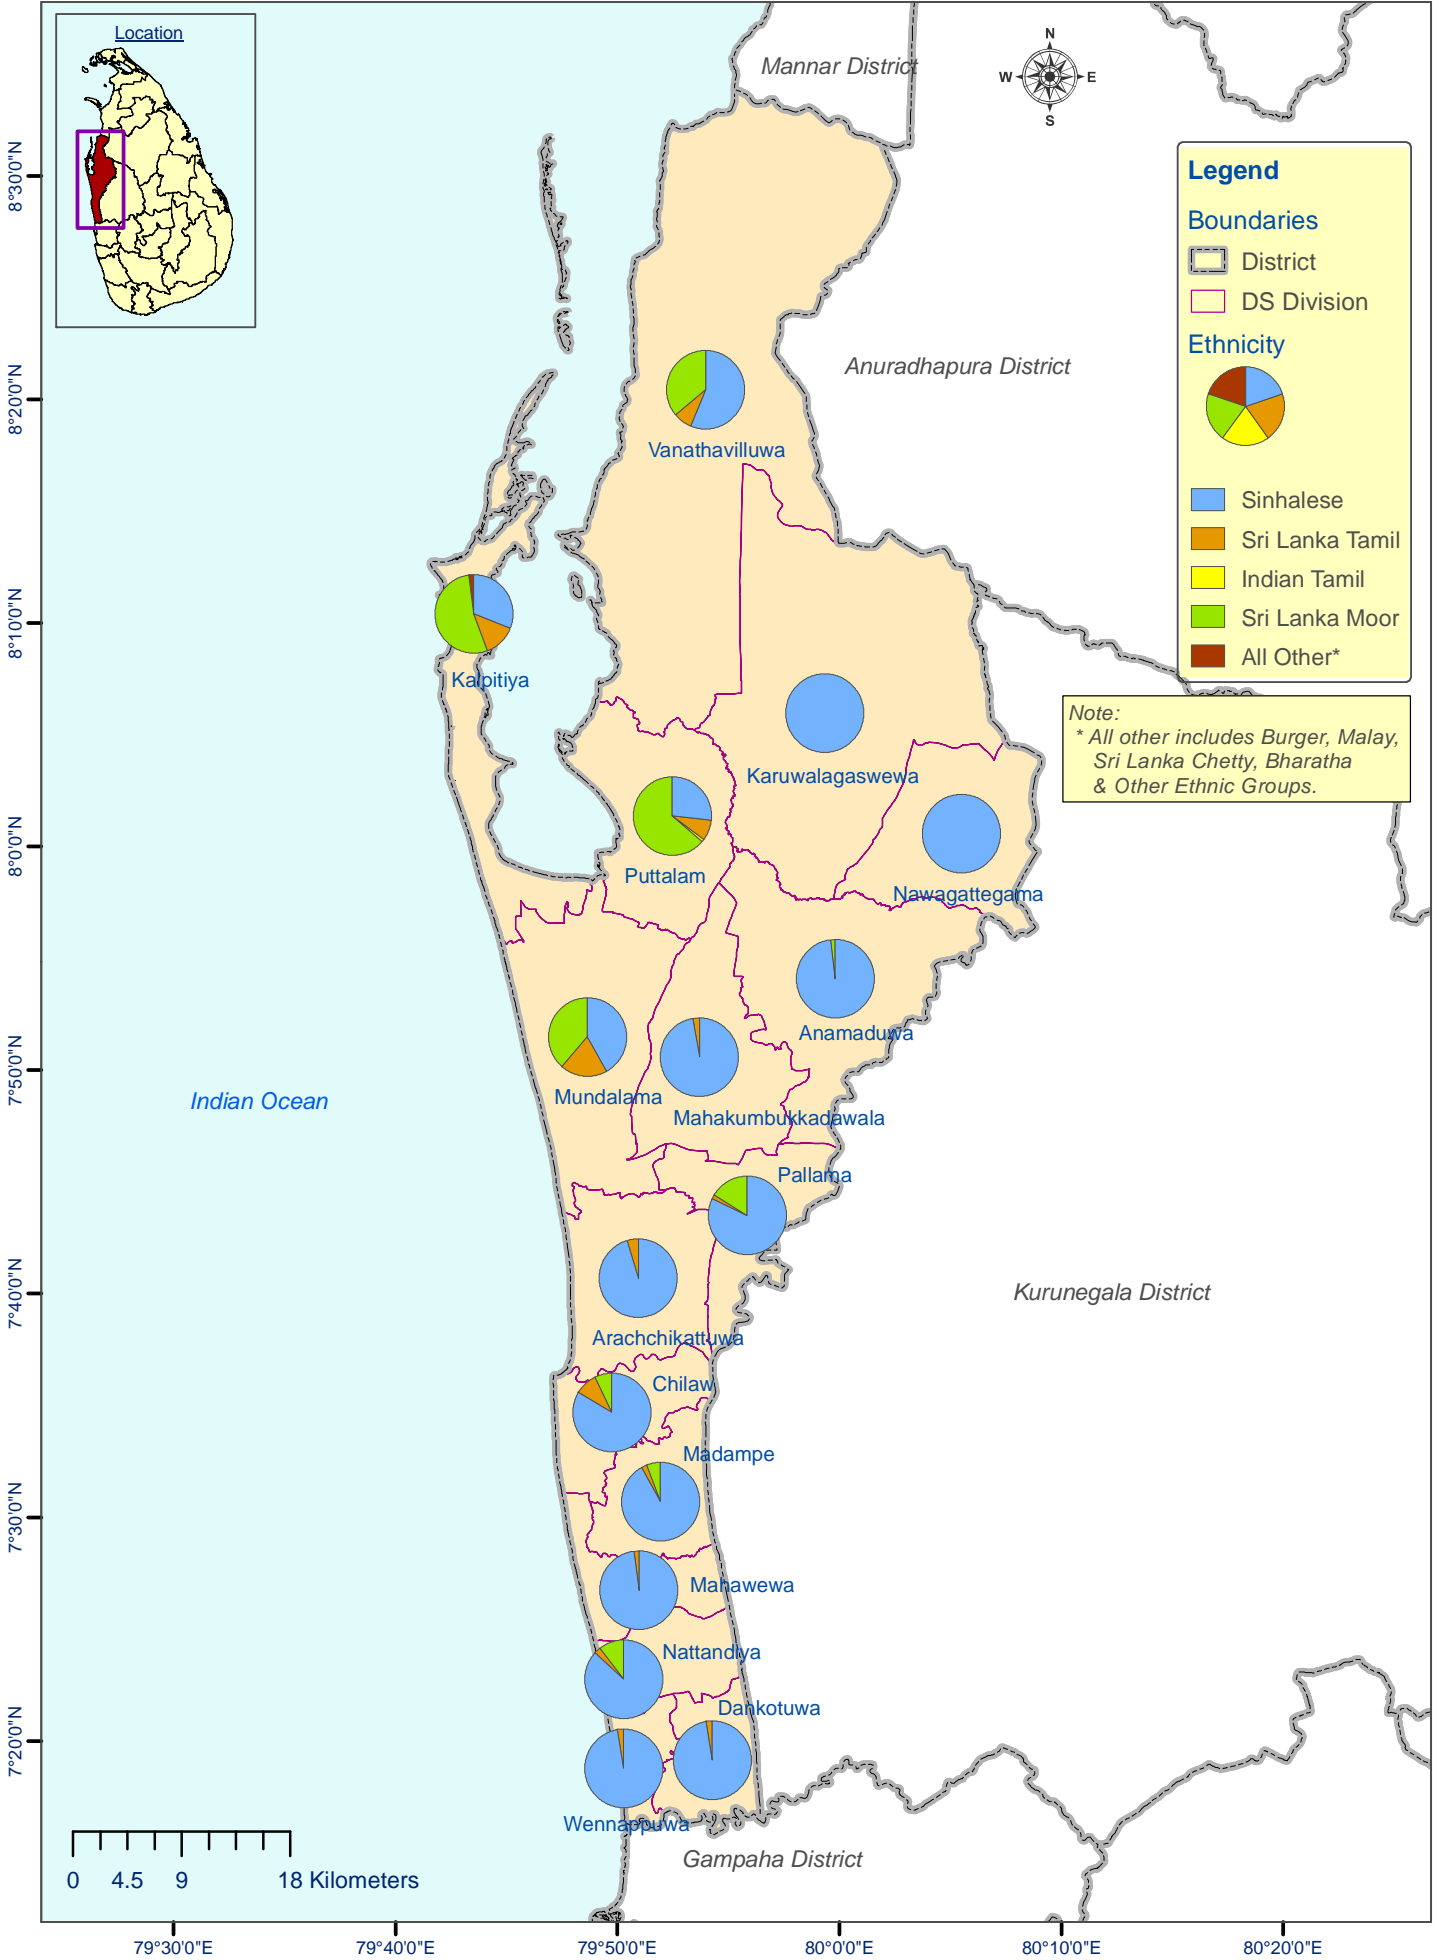 Location
Mannar District
N
W
E
S
Legend
Boundaries
District
DS Division
Ethnicity
Sinhalese
Sri Lanka Tamil
Indian Tamil
Sri Lanka Moor
All Other*
Note:
* All other includes Burger, Malay,
Sri Lanka Chetty, Bharatha
& Other Ethnic Groups.
Anuradhapura District
Vanathavilluwa
Kalpitiya
Karuwalagaswewa
Puttalam
Nawagattegama
Anamaduwa
Mundalama
Mahakumbukkadawala
Indian Ocean
Pallama
Kurunegala District
Arachchikattuwa
Chilaw
Madampe
Mahawewa
Nattandiya
Dankotuwa
Wennappuwa
Gampaha District
0 4.5 9 18 Kilometers
8°30'0"N
8°20'0"N
8°10'0"N
8°0'0"N
7°50'0"N
7°40'0"N
7°30'0"N
7°20'0"N
79°30'0"E
79°40'0"E
79°50'0"E
80°0'0"E
80°10'0"E
80°20'0"E